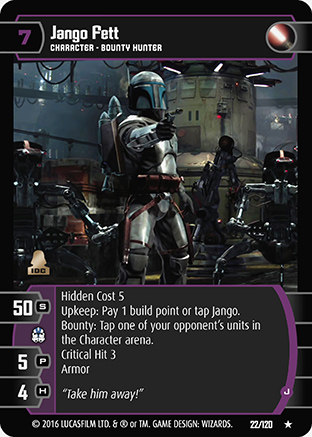 7
Jango Fett
CHARACTER - BOUNTY HUNTER
IDC
50 S
5 P
4 H
Hidden Cost 5
Upkeep: Pay 1 build point or tap Jango.
Bounty: Tap one of your opponent's units in
the Character arena.
Critical Hit 3
Armor
“Take him away!”
J
© 2016 LUCASFILM LTD. & ® or TM. GAME DESIGN: WIZARDS.
22/120